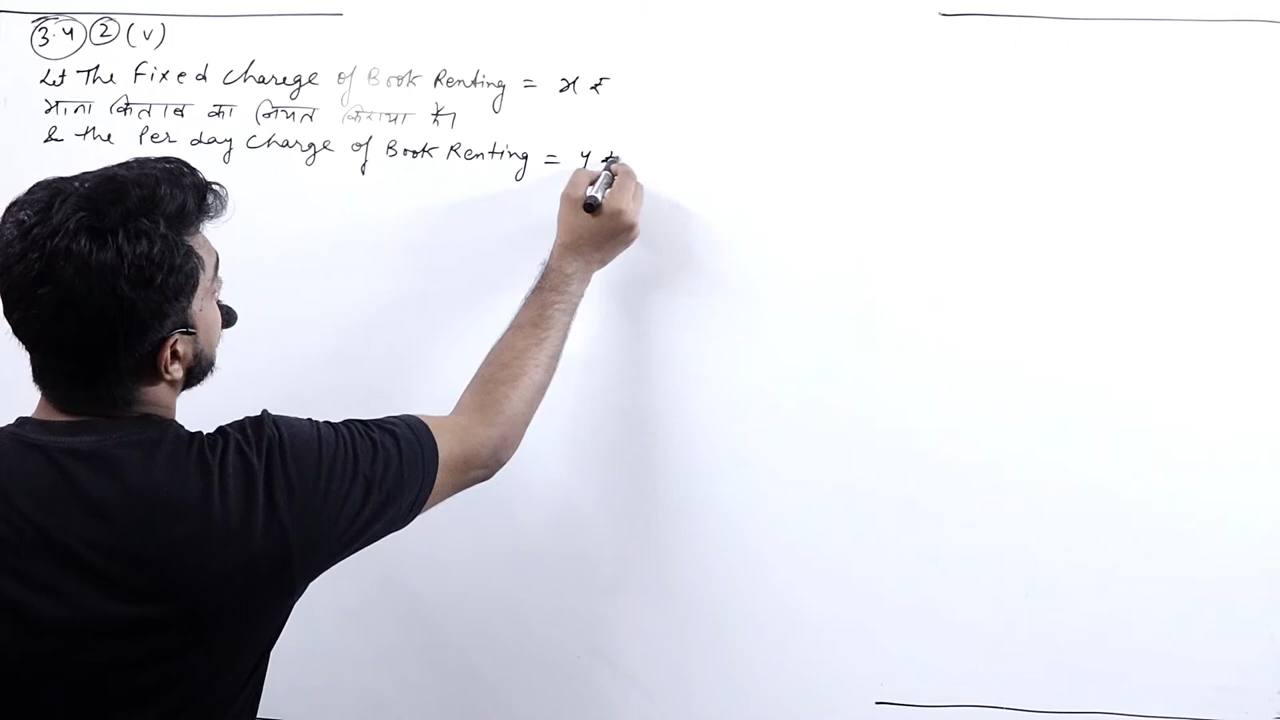 3.4 2 (v)
Let The Fixed Charege of Book Renting = x ₹
माना किताब का नियत किराया है।
& the Per day Charge of Book Renting = y ₹